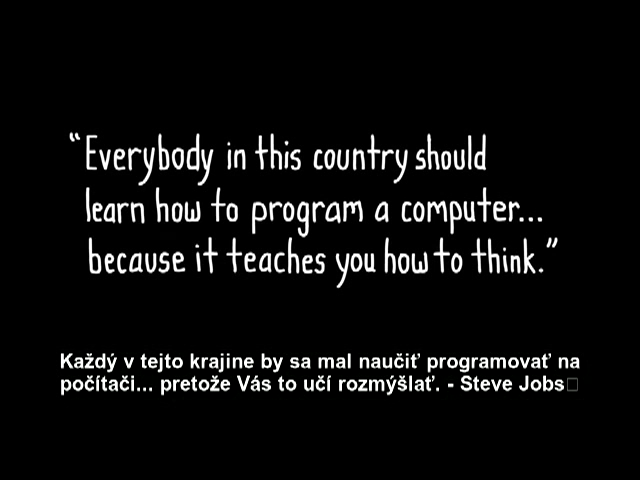 “Everybody in this country should
learn how to program a computer...
because it teaches you how to think.”
Každý v tejto krajine by sa mal naučiť programovať na
počítači... pretože Vás to učí rozmýšlať. - Steve Jobs